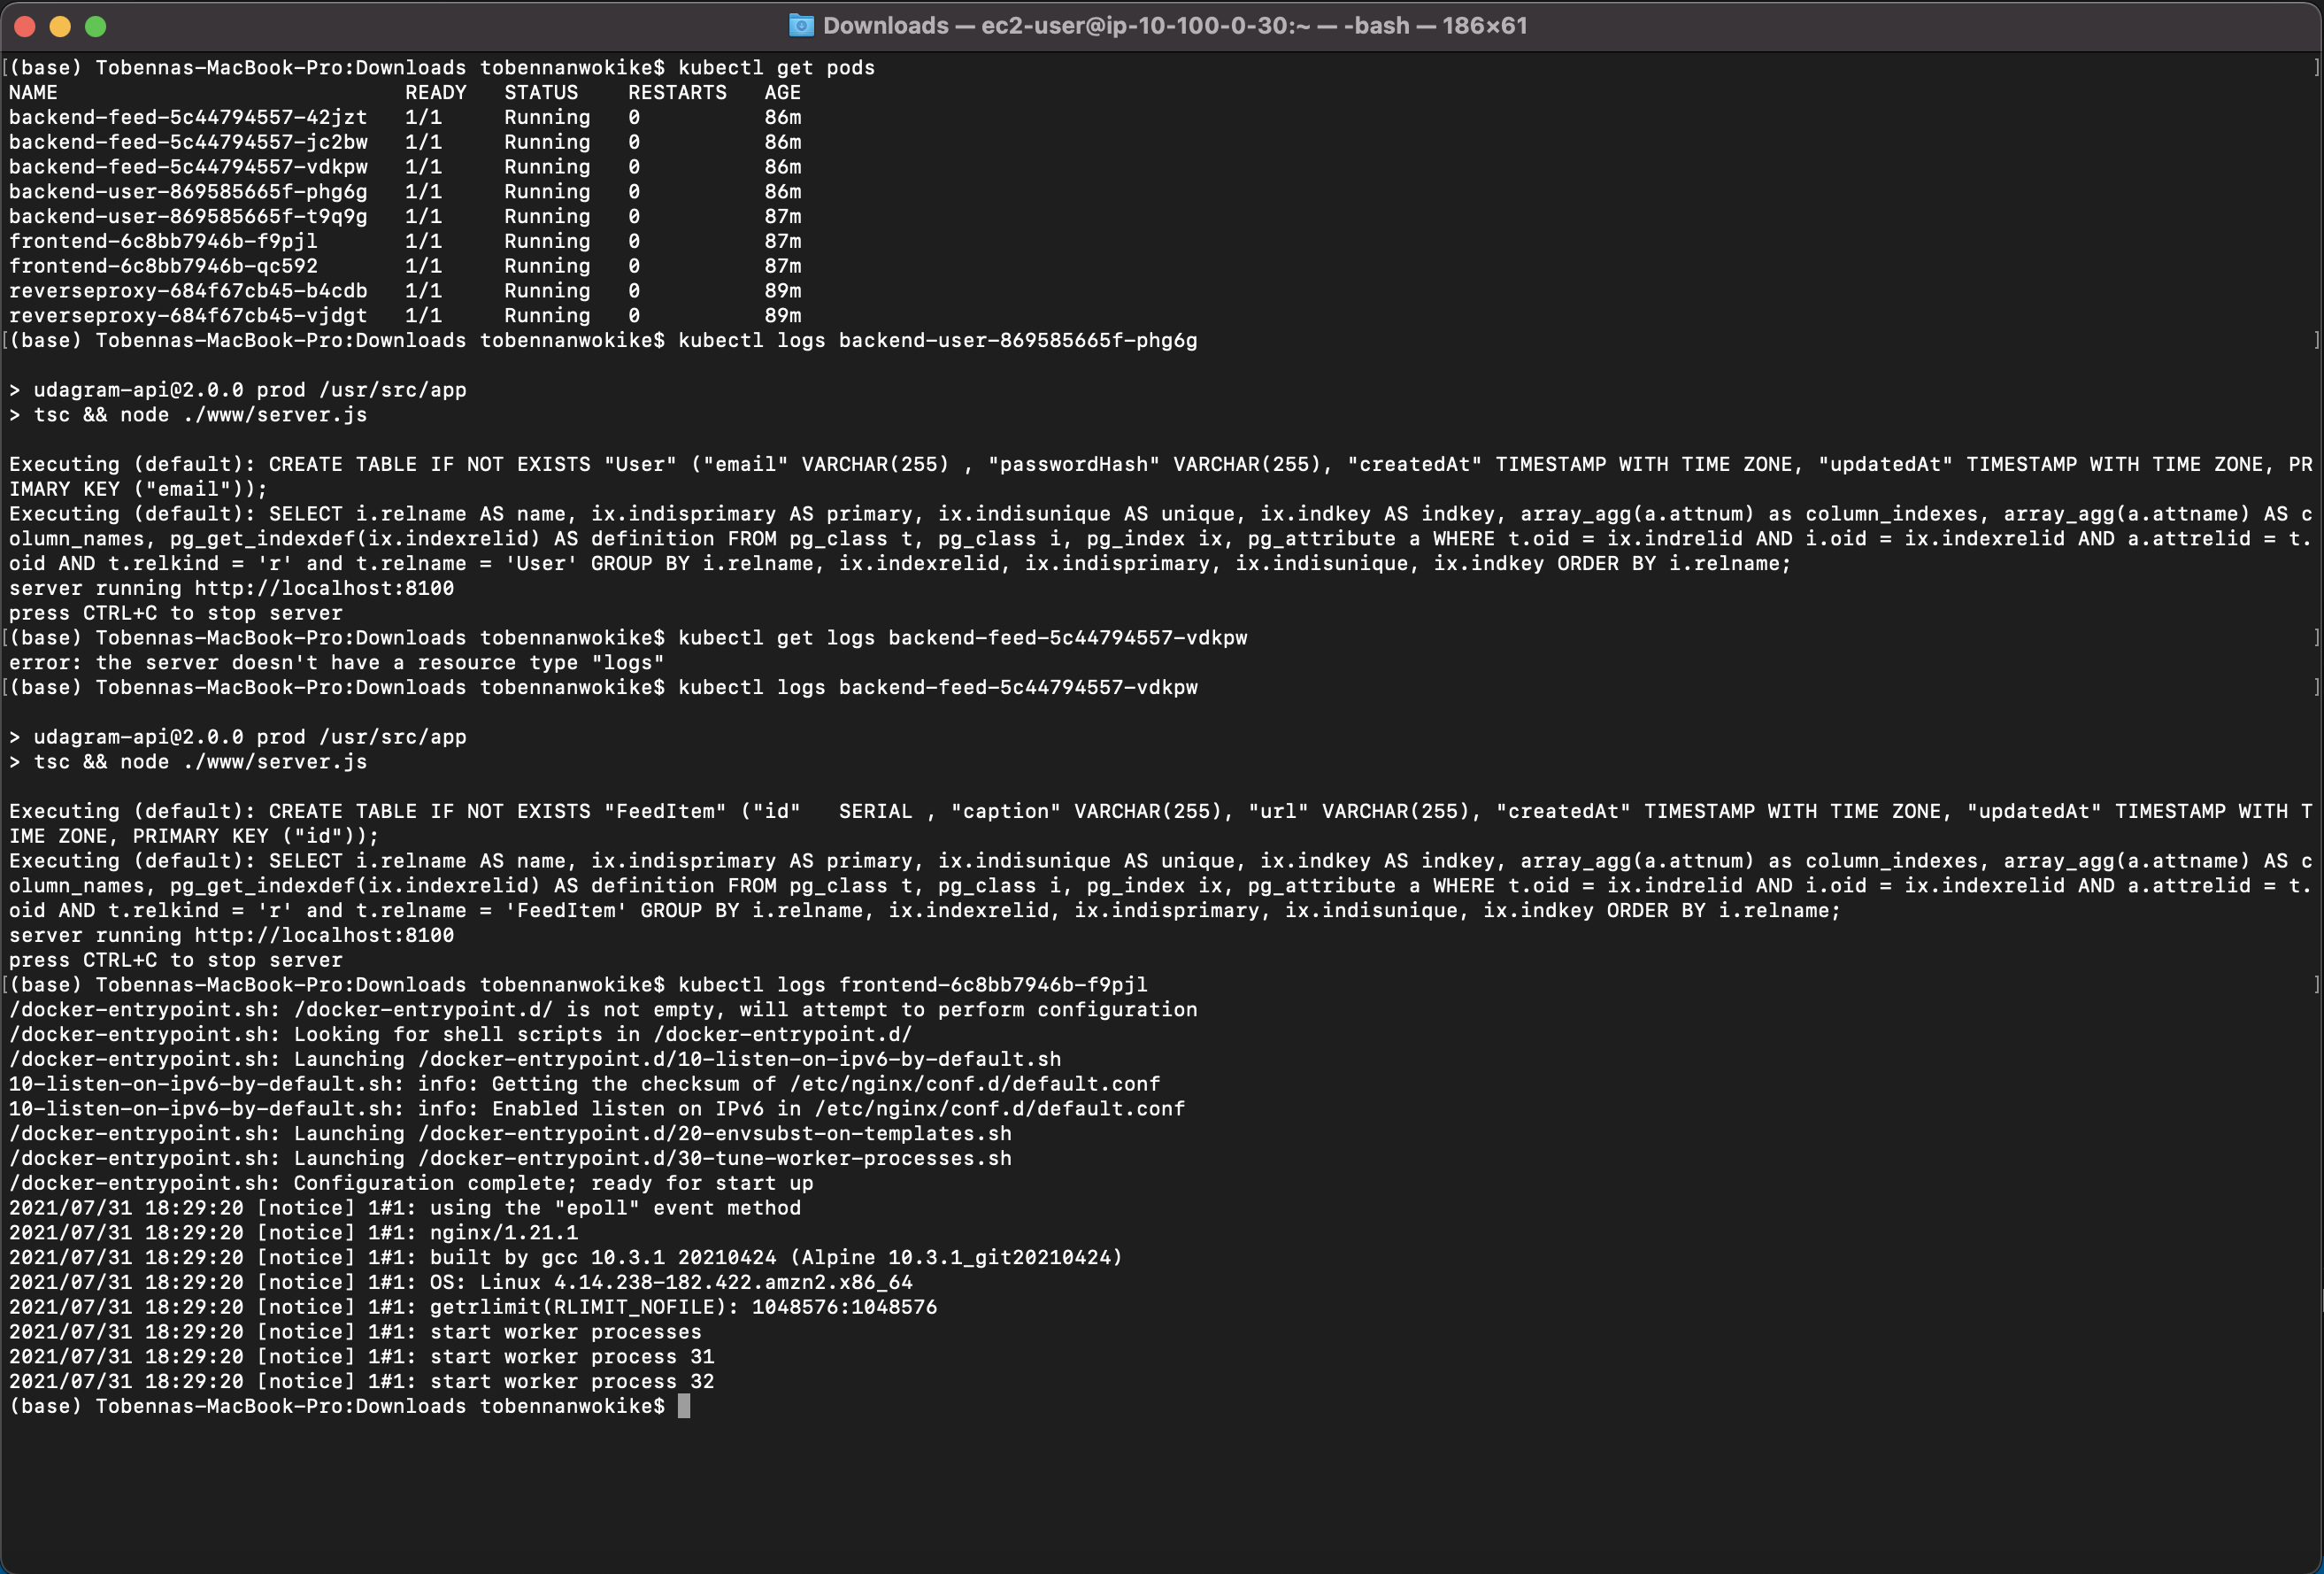 Downloads — ec2-user@ip-10-100-0-30:~ — -bash — 186×61
[(base) Tobennas-MacBook-Pro:Downloads tobennanwokike$ kubectl get pods ]
NAME READY STATUS RESTARTS AGE
backend-feed-5c44794557-42jzt 1/1 Running 0 86m
backend-feed-5c44794557-jc2bw 1/1 Running 0 86m
backend-feed-5c44794557-vdkpw 1/1 Running 0 86m
backend-user-869585665f-phg6g 1/1 Running 0 86m
backend-user-869585665f-t9q9g 1/1 Running 0 87m
frontend-6c8bb7946b-f9pjl 1/1 Running 0 87m
frontend-6c8bb7946b-qc592 1/1 Running 0 87m
reverseproxy-684f67cb45-b4cdb 1/1 Running 0 89m
reverseproxy-684f67cb45-vjdgt 1/1 Running 0 89m
[(base) Tobennas-MacBook-Pro:Downloads tobennanwokike$ kubectl logs backend-user-869585665f-phg6g ]
> udagram-api@2.0.0 prod /usr/src/app
> tsc && node ./www/server.js
Executing (default): CREATE TABLE IF NOT EXISTS "User" ("email" VARCHAR(255) , "passwordHash" VARCHAR(255), "createdAt" TIMESTAMP WITH TIME ZONE, "updatedAt" TIMESTAMP WITH TIME ZONE, PR
IMARY KEY ("email"));
Executing (default): SELECT i.relname AS name, ix.indisprimary AS primary, ix.indisunique AS unique, ix.indkey AS indkey, array_agg(a.attnum) as column_indexes, array_agg(a.attname) AS c
olumn_names, pg_get_indexdef(ix.indexrelid) AS definition FROM pg_class t, pg_class i, pg_index ix, pg_attribute a WHERE t.oid = ix.indrelid AND i.oid = ix.indexrelid AND a.attrelid = t.
oid AND t.relkind = 'r' and t.relname = 'User' GROUP BY i.relname, ix.indexrelid, ix.indisprimary, ix.indisunique, ix.indkey ORDER BY i.relname;
server running http://localhost:8100
press CTRL+C to stop server
[(base) Tobennas-MacBook-Pro:Downloads tobennanwokike$ kubectl get logs backend-feed-5c44794557-vdkpw ]
error: the server doesn't have a resource type "logs"
[(base) Tobennas-MacBook-Pro:Downloads tobennanwokike$ kubectl logs backend-feed-5c44794557-vdkpw ]
> udagram-api@2.0.0 prod /usr/src/app
> tsc && node ./www/server.js
Executing (default): CREATE TABLE IF NOT EXISTS "FeedItem" ("id"   SERIAL , "caption" VARCHAR(255), "url" VARCHAR(255), "createdAt" TIMESTAMP WITH TIME ZONE, "updatedAt" TIMESTAMP WITH T
IME ZONE, PRIMARY KEY ("id"));
Executing (default): SELECT i.relname AS name, ix.indisprimary AS primary, ix.indisunique AS unique, ix.indkey AS indkey, array_agg(a.attnum) as column_indexes, array_agg(a.attname) AS c
olumn_names, pg_get_indexdef(ix.indexrelid) AS definition FROM pg_class t, pg_class i, pg_index ix, pg_attribute a WHERE t.oid = ix.indrelid AND i.oid = ix.indexrelid AND a.attrelid = t.
oid AND t.relkind = 'r' and t.relname = 'FeedItem' GROUP BY i.relname, ix.indexrelid, ix.indisprimary, ix.indisunique, ix.indkey ORDER BY i.relname;
server running http://localhost:8100
press CTRL+C to stop server
[(base) Tobennas-MacBook-Pro:Downloads tobennanwokike$ kubectl logs frontend-6c8bb7946b-f9pjl ]
/docker-entrypoint.sh: /docker-entrypoint.d/ is not empty, will attempt to perform configuration
/docker-entrypoint.sh: Looking for shell scripts in /docker-entrypoint.d/
/docker-entrypoint.sh: Launching /docker-entrypoint.d/10-listen-on-ipv6-by-default.sh
10-listen-on-ipv6-by-default.sh: info: Getting the checksum of /etc/nginx/conf.d/default.conf
10-listen-on-ipv6-by-default.sh: info: Enabled listen on IPv6 in /etc/nginx/conf.d/default.conf
/docker-entrypoint.sh: Launching /docker-entrypoint.d/20-envsubst-on-templates.sh
/docker-entrypoint.sh: Launching /docker-entrypoint.d/30-tune-worker-processes.sh
/docker-entrypoint.sh: Configuration complete; ready for start up
2021/07/31 18:29:20 [notice] 1#1: using the "epoll" event method
2021/07/31 18:29:20 [notice] 1#1: nginx/1.21.1
2021/07/31 18:29:20 [notice] 1#1: built by gcc 10.3.1 20210424 (Alpine 10.3.1_git20210424)
2021/07/31 18:29:20 [notice] 1#1: OS: Linux 4.14.238-182.422.amzn2.x86_64
2021/07/31 18:29:20 [notice] 1#1: getrlimit(RLIMIT_NOFILE): 1048576:1048576
2021/07/31 18:29:20 [notice] 1#1: start worker processes
2021/07/31 18:29:20 [notice] 1#1: start worker process 31
2021/07/31 18:29:20 [notice] 1#1: start worker process 32
(base) Tobennas-MacBook-Pro:Downloads tobennanwokike$